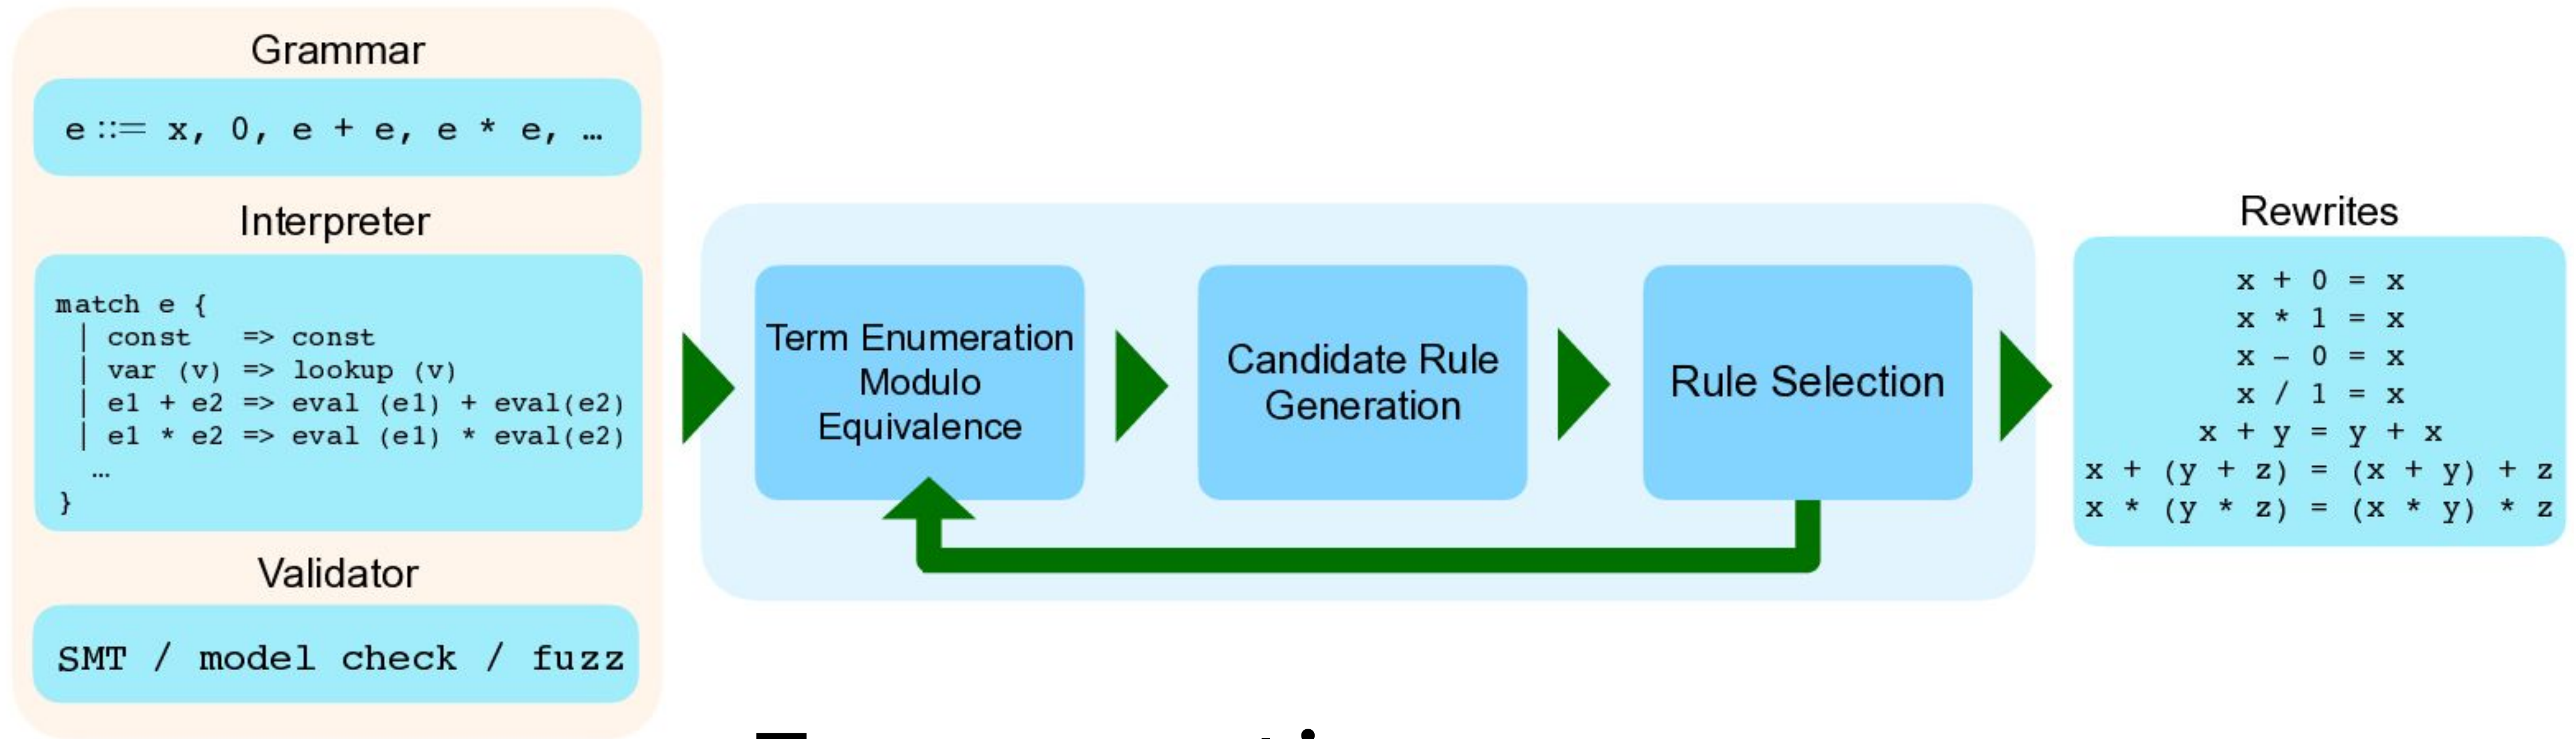 Grammar
e ::= x, 0, e + e, e * e, …
Interpreter
match e {
| const => const
| var (v) => lookup (v)
| e1 + e2 => eval (e1) + eval(e2)
| e1 * e2 => eval (e1) * eval(e2)
…
}
Validator
SMT / model check / fuzz
Term Enumeration
Modulo
Equivalence
Candidate Rule
Generation
Rule Selection
Rewrites
x + 0 = x
x * 1 = x
x – 0 = x
x / 1 = x
x + y = y + x
x + (y + z) = (x + y) + z
x * (y * z) = (x * y) * z